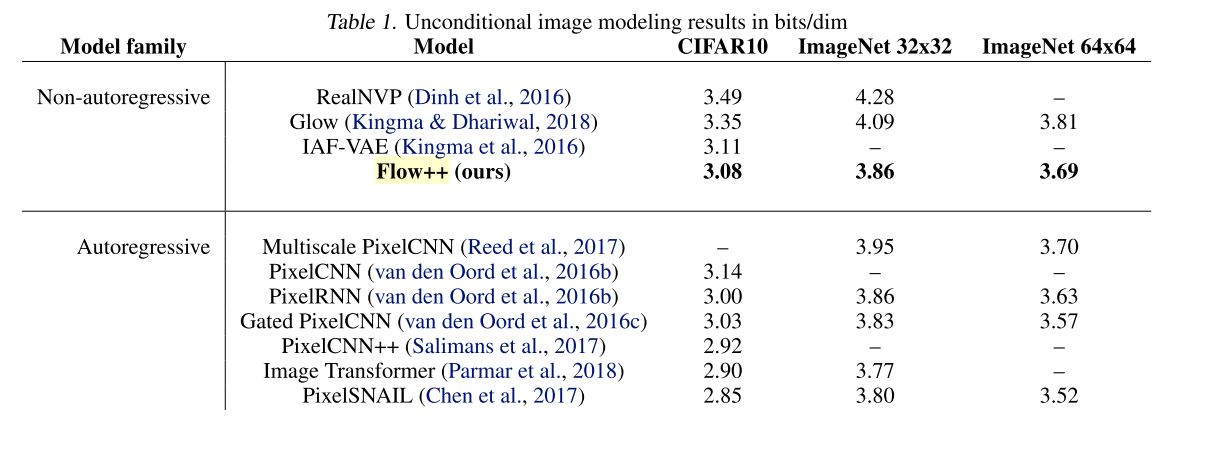 Table 1. Unconditional image modeling results in bits/dim
Model family Model CIFAR10 ImageNet 32x32 ImageNet 64x64
Non-autoregressive RealNVP (Dinh et al., 2016) 3.49 4.28 –
Glow (Kingma & Dhariwal, 2018) 3.35 4.09 3.81
IAF-VAE (Kingma et al., 2016) 3.11 – –
Flow++ (ours) 3.08 3.86 3.69
Autoregressive Multiscale PixelCNN (Reed et al., 2017) – 3.95 3.70
PixelCNN (van den Oord et al., 2016b) 3.14 – –
PixelRNN (van den Oord et al., 2016b) 3.00 3.86 3.63
Gated PixelCNN (van den Oord et al., 2016c) 3.03 3.83 3.57
PixelCNN++ (Salimans et al., 2017) 2.92 – –
Image Transformer (Parmar et al., 2018) 2.90 3.77 –
PixelSNAIL (Chen et al., 2017) 2.85 3.80 3.52